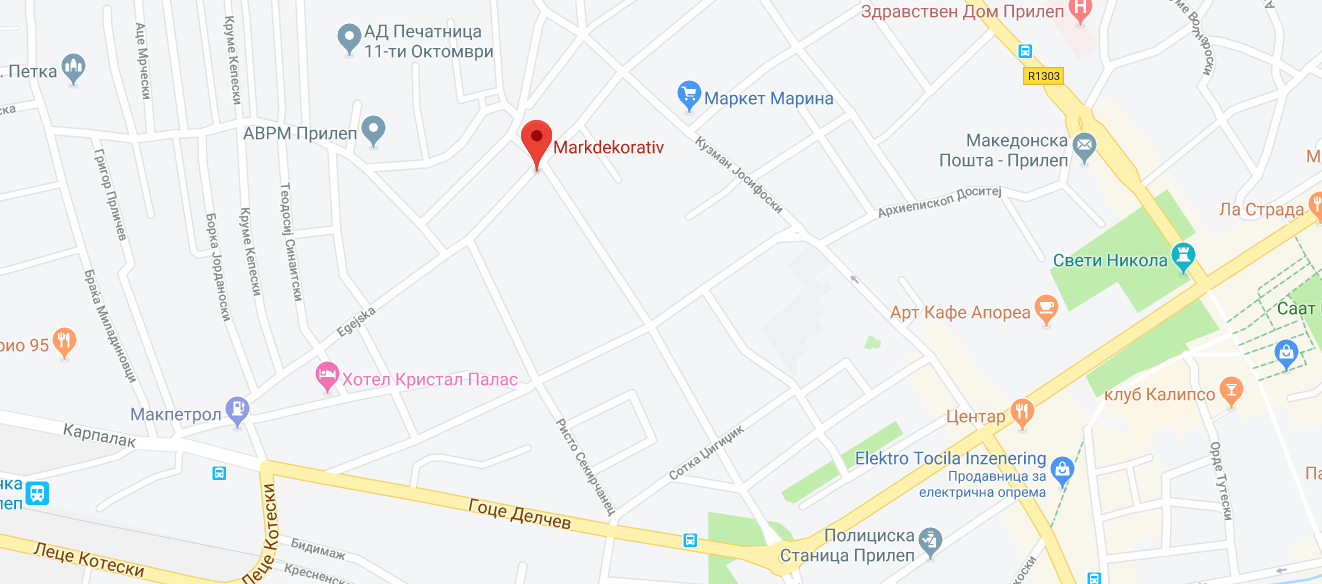 Здравствен Дом Прилеп
АД Печатница
11-ти Октомври
. Петка
Аце Мрчески
Круме Кепески
R1303
Маркет Марина
АВРМ Прилеп
Markdekorativ
Кузман Јосифоски
Македонска
Пошта - Прилеп
Григор Прличев
Архиепископ Доситеј
Теодосиј Синаитски
Борка Јорданоски
Круме Кепески
Ла Страда
Свети Никола
Браќа Миладиновци
Egejska
Арт Кафе Апореа
Саат
рио 95
Хотел Кристал Палас
клуб Калипсо
Макпетрол
Центар
Карпалак
Ристо Секирчанец
Сотка Џигиџик
Elektro Tocila Inzenering
Продавница за
електрична опрема
Орде Тутески
Гоце Делчев
Леце Котески
Леце Котески
Бидимаж
Кресненска
Полициска
Станица Прилеп